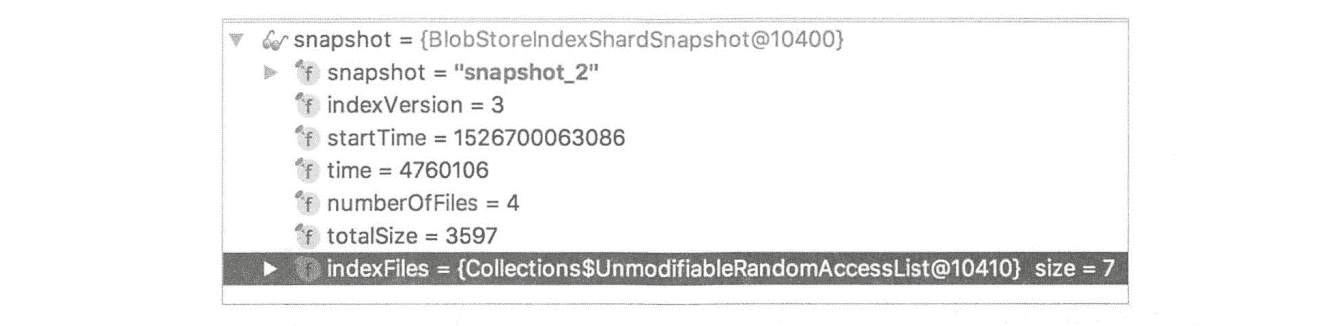 snapshot = {BlobStoreIndexShardSnapshot@10400}
f snapshot = "snapshot_2"
f indexVersion = 3
f startTime = 1526700063086
f time = 4760106
f numberOfFiles = 4
f totalSize = 3597
f indexFiles = {Collections$UnmodifiableRandomAccessList@10410} size = 7